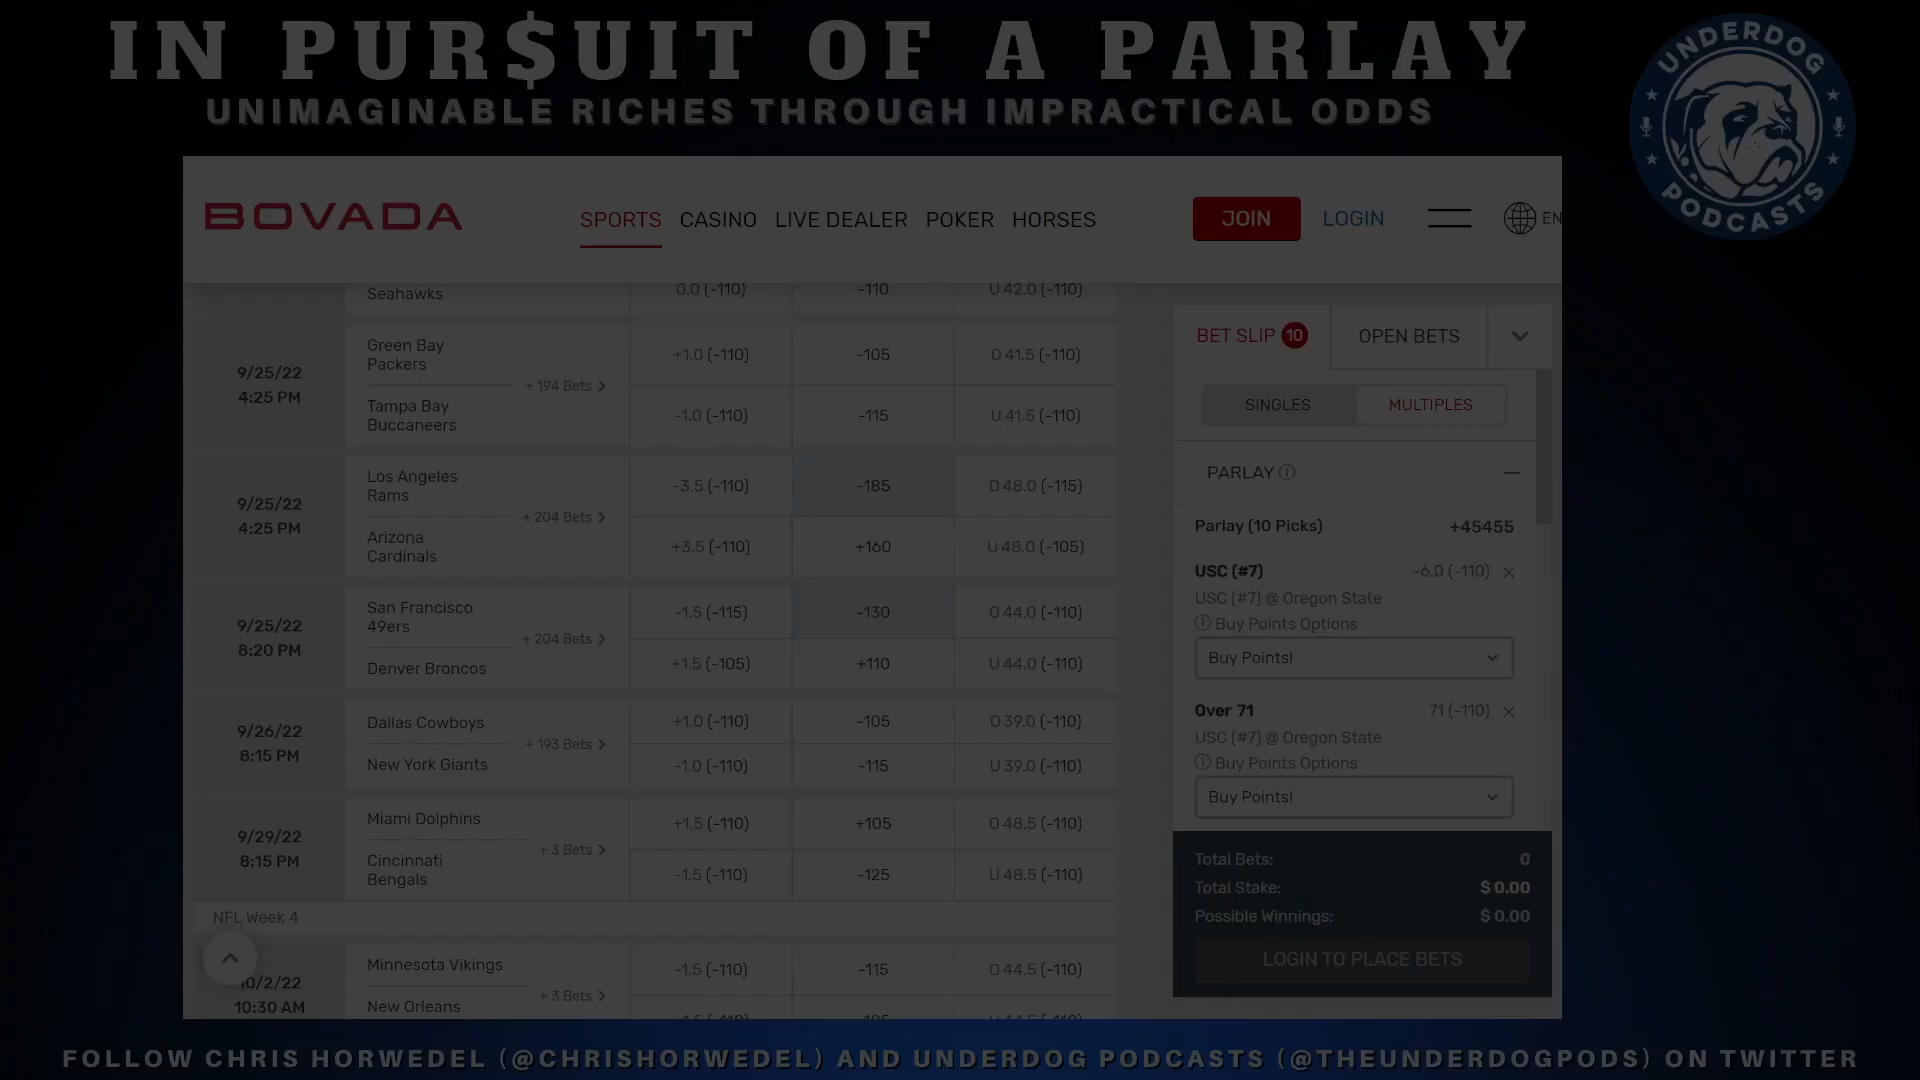 IN PUR$UIT OF A PARLAY
UNIMAGINABLE RICHES THROUGH IMPRACTICAL ODDS
UNDERDOG
PODCASTS
BOVADA
SPORTS CASINO LIVE DEALER POKER HORSES
JOIN LOGIN EN
Seahawks 0.0 (-110) -110 U 42.0 (-110)
9/25/22
4:25 PM
Green Bay
Packers
+1.0 (-110) -105 O 41.5 (-110)
+ 194 Bets
Tampa Bay
Buccaneers
-1.0 (-110) -115 U 41.5 (-110)
9/25/22
4:25 PM
Los Angeles
Rams
-3.5 (-110) -185 O 48.0 (-115)
+ 204 Bets
Arizona
Cardinals
+3.5 (-110) +160 U 48.0 (-105)
9/25/22
8:20 PM
San Francisco
49ers
-1.5 (-115) -130 O 44.0 (-110)
+ 204 Bets
Denver Broncos
+1.5 (-105) +110 U 44.0 (-110)
9/26/22
8:15 PM
Dallas Cowboys
+1.0 (-110) -105 O 39.0 (-110)
+ 193 Bets
New York Giants
-1.0 (-110) -115 U 39.0 (-110)
9/29/22
8:15 PM
Miami Dolphins
+1.5 (-110) +105 O 48.5 (-110)
+ 3 Bets
Cincinnati
Bengals
-1.5 (-110) -125 U 48.5 (-110)
NFL Week 4
10/2/22
10:30 AM
Minnesota Vikings
-1.5 (-110) -115 O 44.5 (-110)
+ 3 Bets
New Orleans
BET SLIP 10 OPEN BETS
SINGLES MULTIPLES
PARLAY
Parlay (10 Picks) +45455
USC (#7) -6.0 (-110)
USC (#7) @ Oregon State
Buy Points Options
Buy Points!
Over 71 71 (-110)
USC (#7) @ Oregon State
Buy Points Options
Buy Points!
Total Bets: 0
Total Stake: $ 0.00
Possible Winnings: $ 0.00
LOGIN TO PLACE BETS
FOLLOW CHRIS HORWEDEL (@CHRISHORWEDEL) AND UNDERDOG PODCASTS (@THEUNDERDOGPODS) ON TWITTER